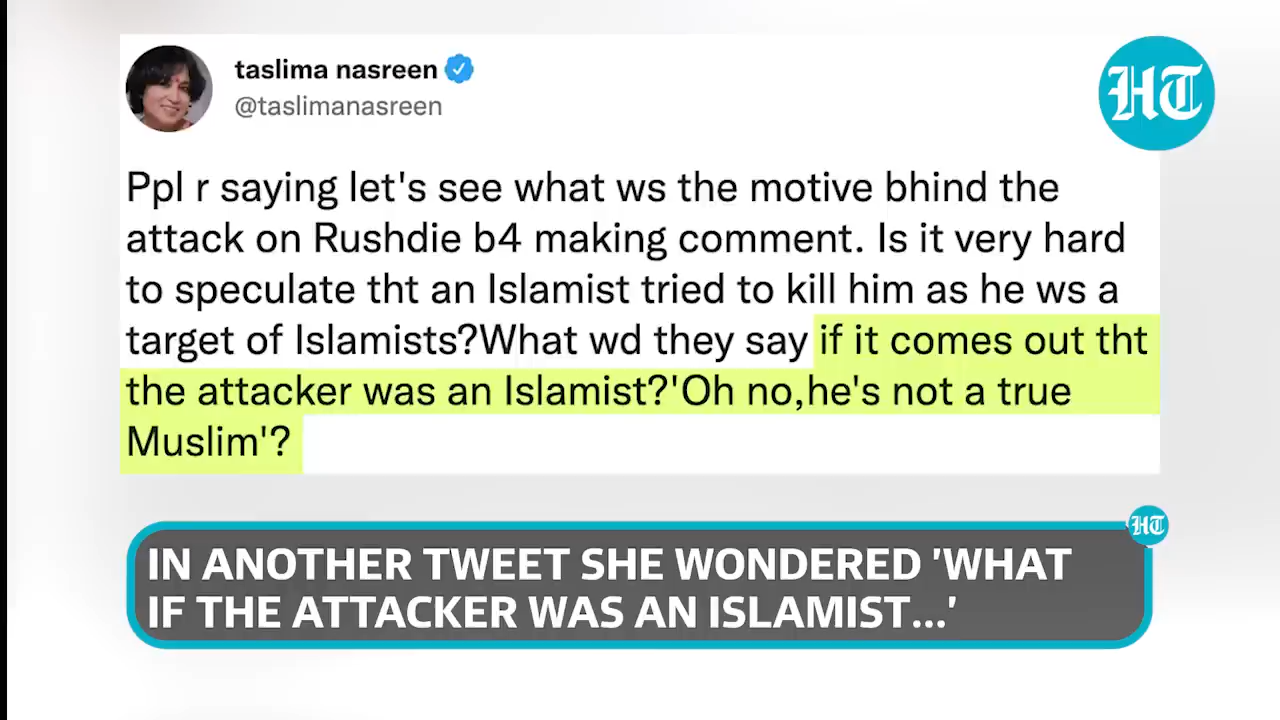 taslima nasreen
@taslimanasreen
HT
Ppl r saying let's see what ws the motive bhind the
attack on Rushdie b4 making comment. Is it very hard
to speculate tht an Islamist tried to kill him as he ws a
target of Islamists?What wd they say if it comes out tht
the attacker was an Islamist?'Oh no,he's not a true
Muslim'?
HT
IN ANOTHER TWEET SHE WONDERED 'WHAT
IF THE ATTACKER WAS AN ISLAMIST...'